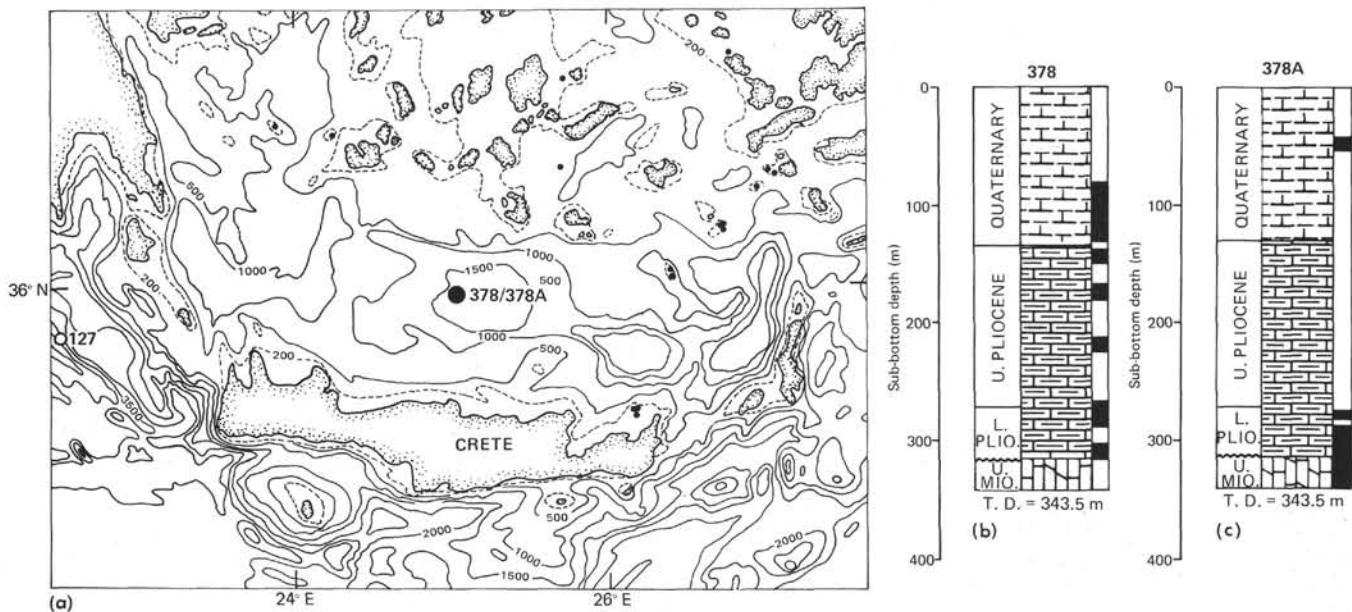 200
500
1000
1500
1000
500
378/378A
36° N
200
127
1000
500
200
3500
CRETE
500
2000
1000
1500
2000
24° E
26° E
(a)
378
0
100
200
300
400
Sub-bottom depth (m)
QUATERNARY
U. PLIOCENE
L.
PLIO.
U.
MIO.
T. D. = 343.5 m
(b)
378A
0
100
200
300
400
Sub-bottom depth (m)
QUATERNARY
U. PLIOCENE
L.
PLIO.
U.
MIO.
T. D. = 343.5 m
(c)